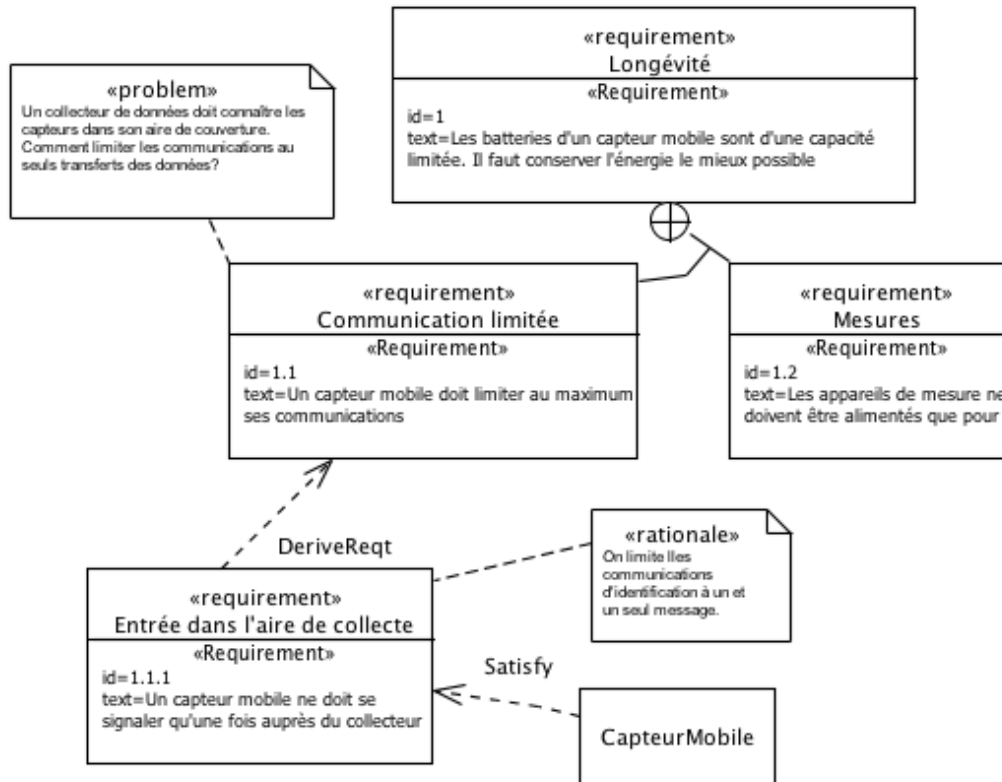 «requirement»
Longévité
«Requirement»
id=1
text=Les batteries d'un capteur mobile sont d'une capacité
limitée. Il faut conserver l'énergie le mieux possible
«problem»
Un collecteur de données doit connaître les
capteurs dans son aire de couverture.
Comment limiter les communications au
seuls transferts des données?
«requirement»
Communication limitée
«Requirement»
id=1.1
text=Un capteur mobile doit limiter au maximum
ses communications
«requirement»
Mesures
«Requirement»
id=1.2
text=Les appareils de mesure ne
doivent être alimentés que pour
DeriveReqt
«rationale»
On limite lles
communications
d'identification à un et
un seul message.
«requirement»
Entrée dans l'aire de collecte
«Requirement»
id=1.1.1
text=Un capteur mobile ne doit se
signaler qu'une fois auprès du collecteur
Satisfy
CapteurMobile